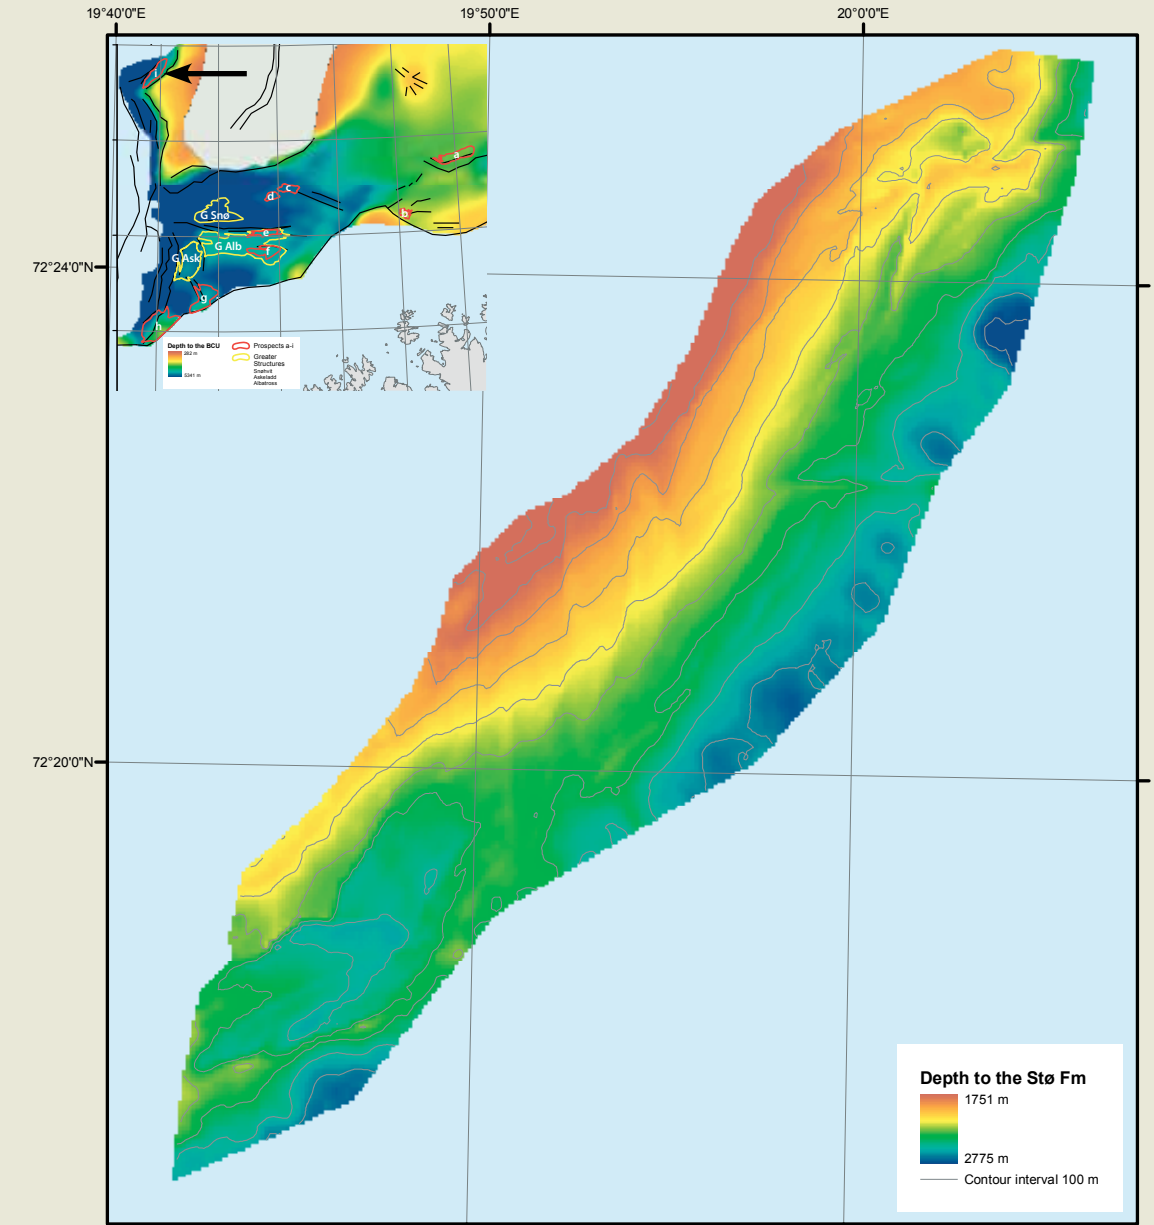 19°40'0"E 19°50'0"E 20°0'0"E
72°24'0"N
72°20'0"N
i
a
c
d
b
G Snø
e
G Alb
f
G Ask
g
h
Depth to the BCU
282 m
5341 m
Prospects a-i
Greater
Structures
Snøhvit
Askeladd
Albatross
Depth to the Stø Fm
1751 m
2775 m
Contour interval 100 m